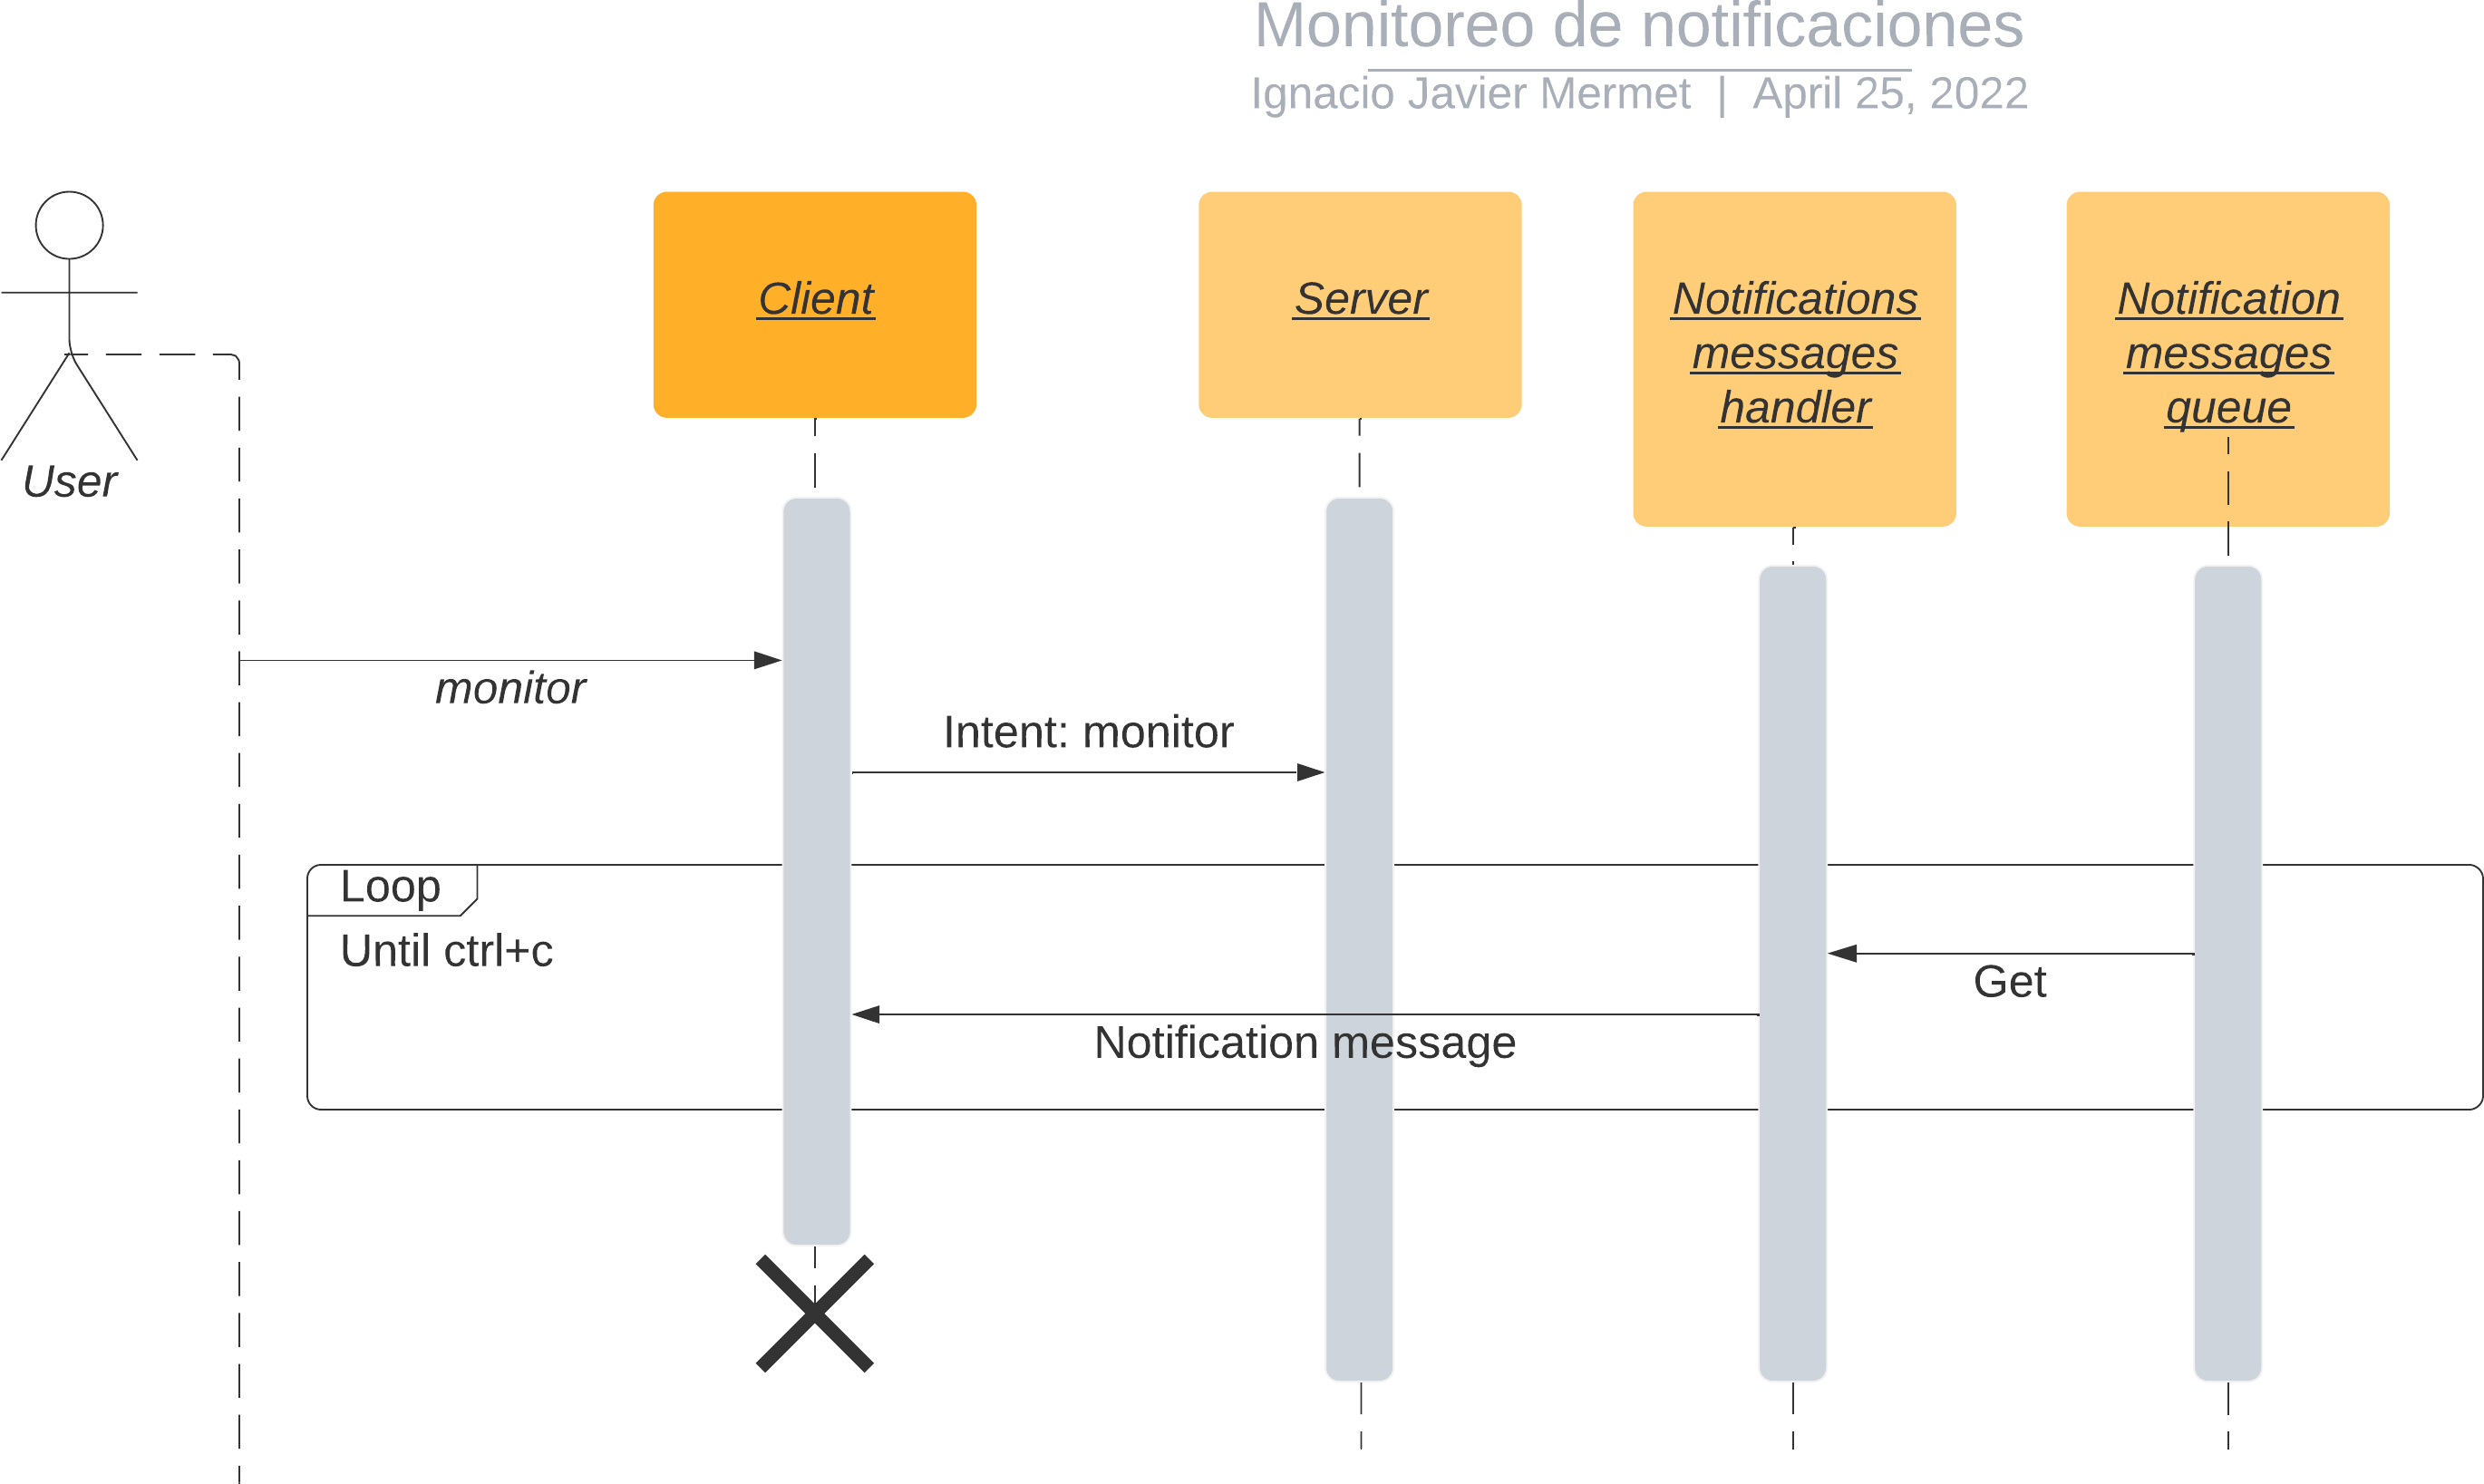 Monitoreo de notificaciones
Ignacio Javier Mermet | April 25, 2022
User
Client
Server
Notifications
messages
handler
Notification
messages
queue
monitor
Intent: monitor
Loop
Until ctrl+c
Get
Notification message